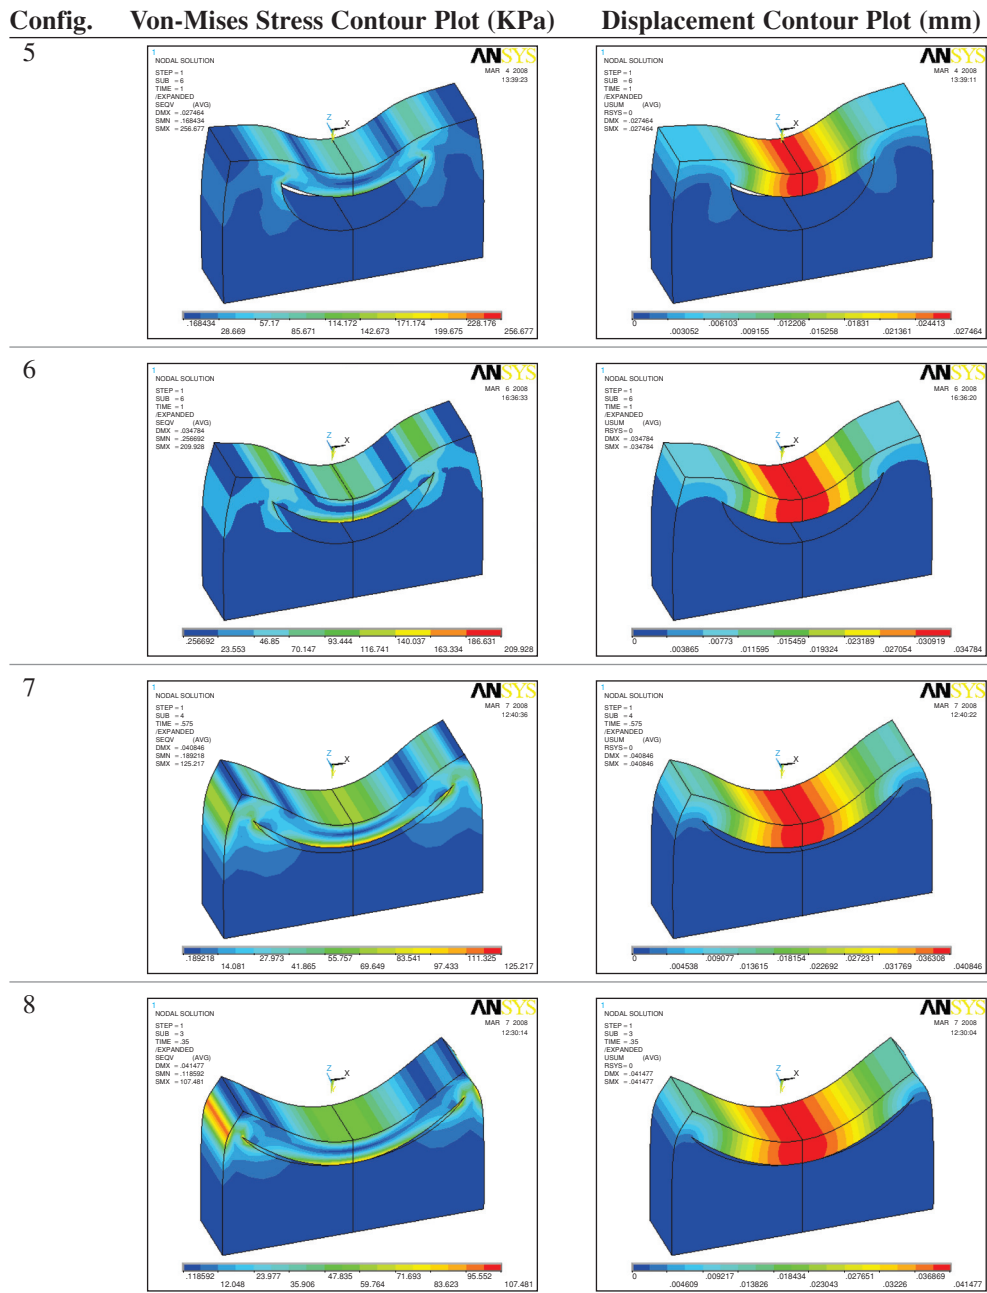 Config. Von-Mises Stress Contour Plot (KPa) Displacement Contour Plot (mm)
5
1
NODAL SOLUTION
STEP=1
SUB =6
TIME=1
/EXPANDED
SEQV (AVG)
DMX =.027464
SMN =.168434
SMX =256.677
ANSYS
MAR 4 2008
13:39:23
Z
X
.168434 57.17 114.172 171.174 228.176
28.669 85.671 142.673 199.675 256.677
1
NODAL SOLUTION
STEP=1
SUB =6
TIME=1
/EXPANDED
USUM (AVG)
RSYS=0
DMX =.027464
SMX =.027464
ANSYS
MAR 4 2008
13:39:11
Z
X
0 .006103 .012206 .01831 .024413
.003052 .009155 .015258 .021361 .027464
6
1
NODAL SOLUTION
STEP=1
SUB =6
TIME=1
/EXPANDED
SEQV (AVG)
DMX =.034784
SMN =.256692
SMX =209.928
ANSYS
MAR 6 2008
16:36:33
Z
X
.256692 46.85 93.444 140.037 186.631
23.553 70.147 116.741 163.334 209.928
1
NODAL SOLUTION
STEP=1
SUB =6
TIME=1
/EXPANDED
USUM (AVG)
RSYS=0
DMX =.034784
SMX =.034784
ANSYS
MAR 6 2008
16:36:20
Z
X
0 .00773 .015459 .023189 .030919
.003865 .011595 .019324 .027054 .034784
7
1
NODAL SOLUTION
STEP=1
SUB =4
TIME=.575
/EXPANDED
SEQV (AVG)
DMX =.040846
SMN =.189218
SMX =125.217
ANSYS
MAR 7 2008
12:40:36
Z
X
.189218 27.973 55.757 83.541 111.325
14.081 41.865 69.649 97.433 125.217
1
NODAL SOLUTION
STEP=1
SUB =4
TIME=.575
/EXPANDED
USUM (AVG)
RSYS=0
DMX =.040846
SMX =.040846
ANSYS
MAR 7 2008
12:40:22
Z
X
0 .009077 .018154 .027231 .036308
.004538 .013615 .022692 .031769 .040846
8
1
NODAL SOLUTION
STEP=1
SUB =3
TIME=.35
/EXPANDED
SEQV (AVG)
DMX =.041477
SMN =.118592
SMX =107.481
ANSYS
MAR 7 2008
12:30:14
Z
X
.118592 23.977 47.835 71.693 95.552
12.048 35.906 59.764 83.623 107.481
1
NODAL SOLUTION
STEP=1
SUB =3
TIME=.35
/EXPANDED
USUM (AVG)
RSYS=0
DMX =.041477
SMX =.041477
ANSYS
MAR 7 2008
12:30:04
Z
X
0 .009217 .018434 .027651 .036869
.004609 .013826 .023043 .03226 .041477